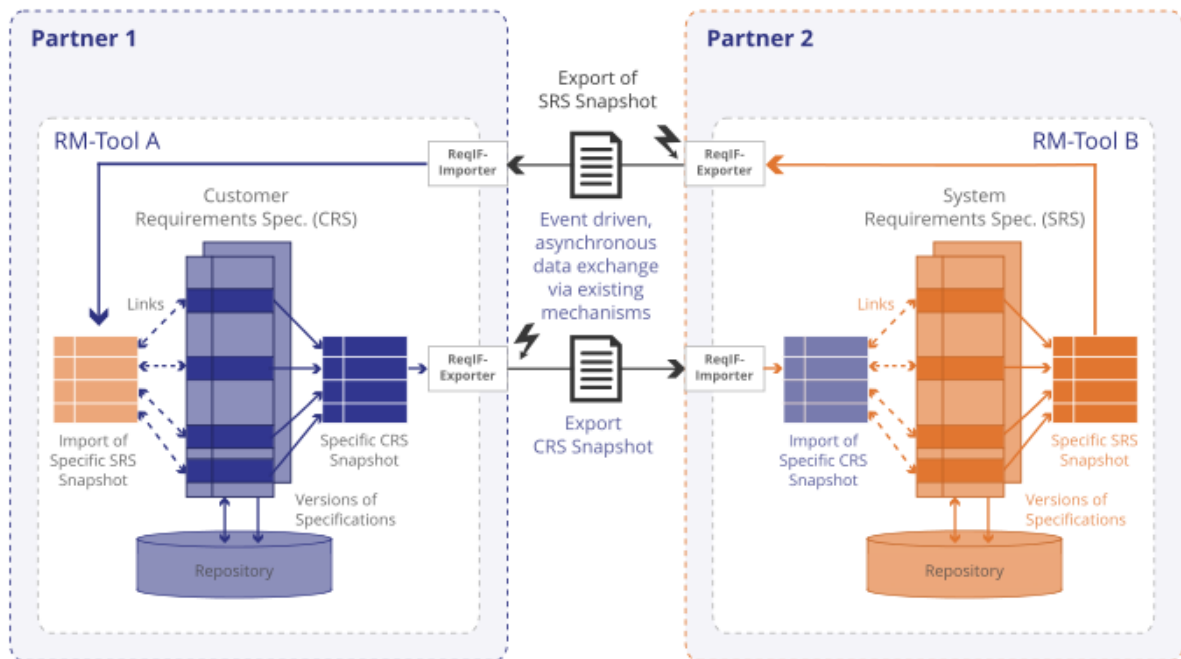 Partner 1
RM-Tool A
ReqIF-
Importer
Customer
Requirements Spec. (CRS)
Links
Import of
Specific SRS
Snapshot
Specific CRS
Snapshot
ReqIF-
Exporter
Versions of
Specifications
Repository
Export of
SRS Snapshot
Event driven,
asynchronous
data exchange
via existing
mechanisms
Export
CRS Snapshot
Partner 2
RM-Tool B
ReqIF-
Exporter
System
Requirements Spec. (SRS)
Links
ReqIF-
Importer
Import of
Specific CRS
Snapshot
Specific SRS
Snapshot
Versions of
Specifications
Repository